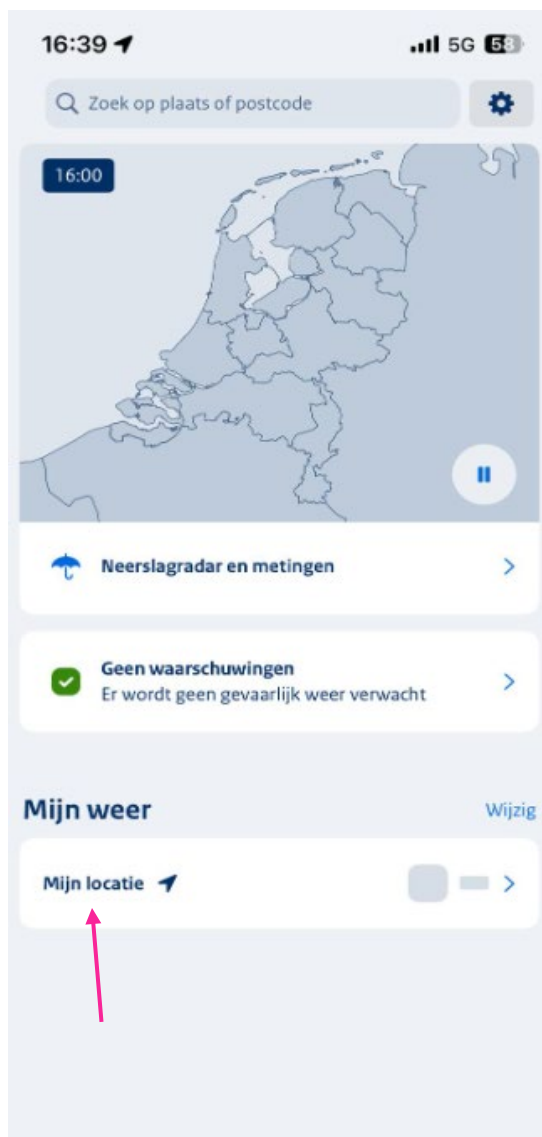 16:39
5G 58
Zoek op plaats of postcode
16:00
Neerslagradar en metingen
Geen waarschuwingen
Er wordt geen gevaarlijk weer verwacht
Mijn weer
Wijzig
Mijn locatie